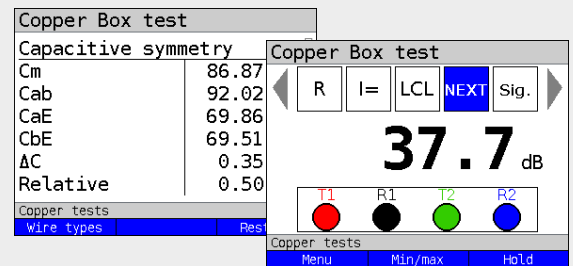 Copper Box test
Capacitive symmetry
Cm 86.87
Cab 92.02
CaE 69.86
CbE 69.51
ΔC 0.35
Relative 0.50
Copper tests
Wire types
Copper Box test
R I= LCL NEXT Sig.
37.7 dB
T1 R1 T2 R2
Copper tests
Menu Min/max Hold